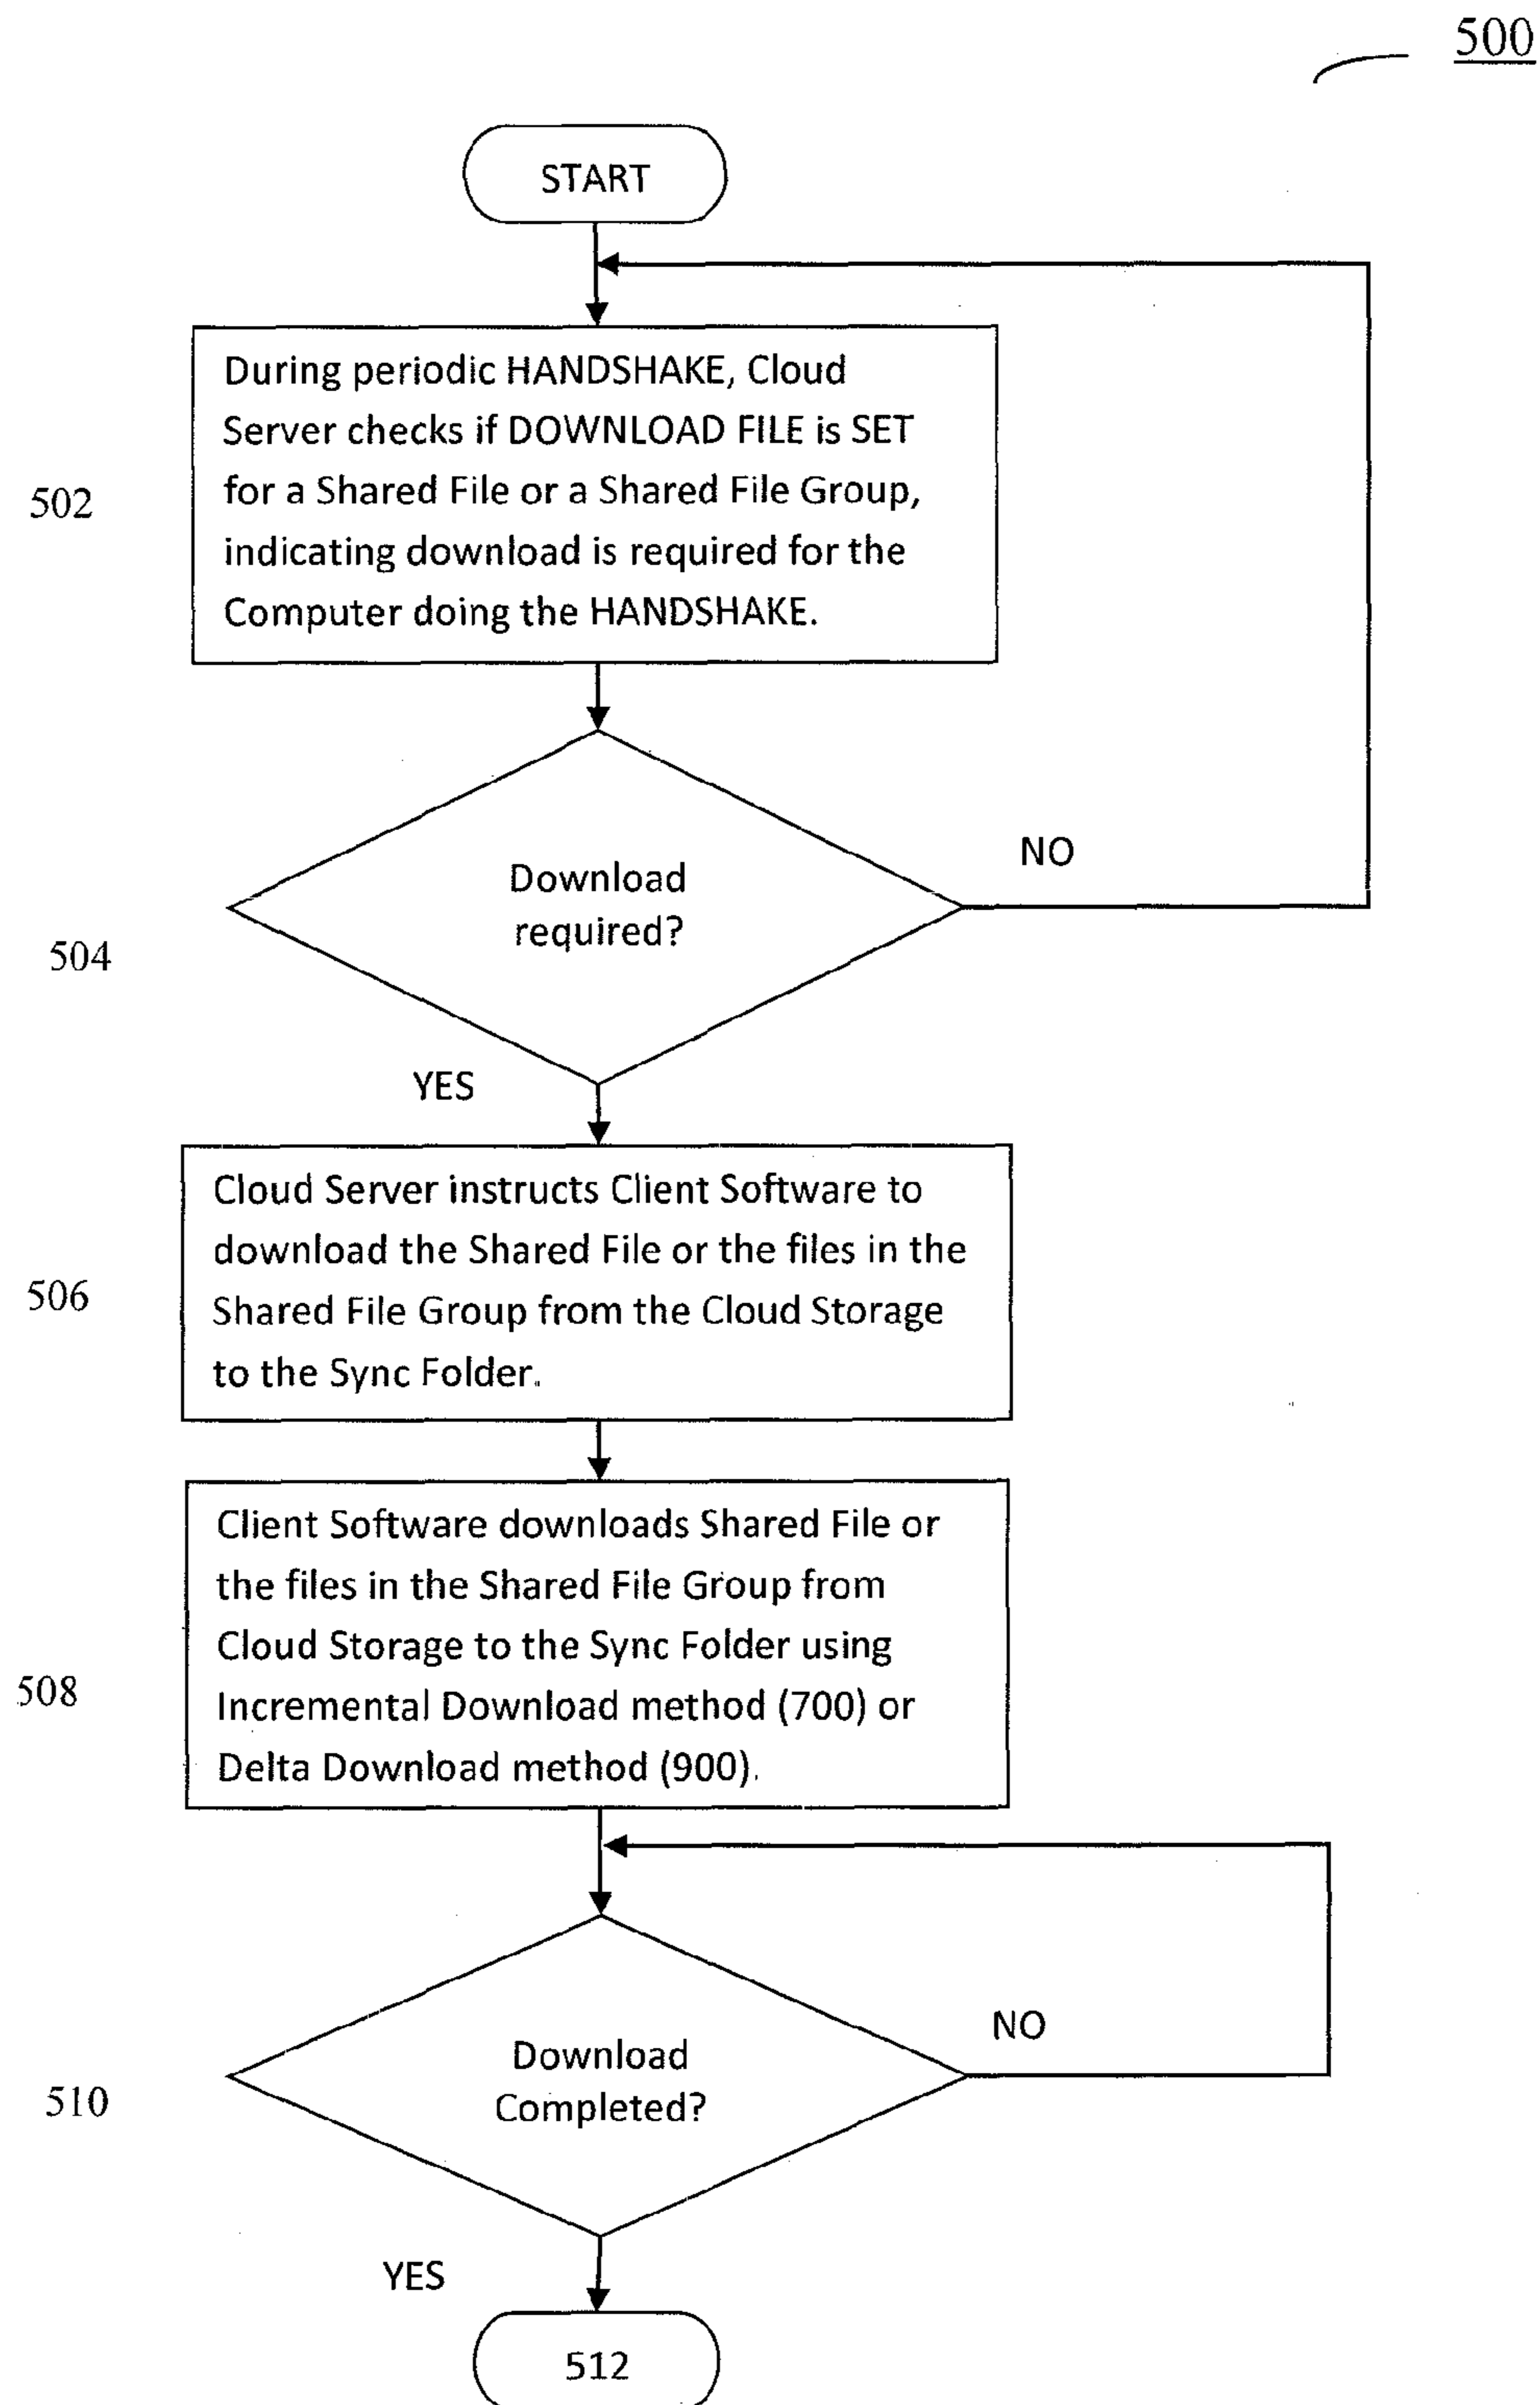 500
START
During periodic HANDSHAKE, Cloud
Server checks if DOWNLOAD FILE is SET
for a Shared File or a Shared File Group,
indicating download is required for the
Computer doing the HANDSHAKE.
502
Download
required?
NO
504
YES
Cloud Server instructs Client Software to
download the Shared File or the files in the
Shared File Group from the Cloud Storage
to the Sync Folder.
506
Client Software downloads Shared File or
the files in the Shared File Group from
Cloud Storage to the Sync Folder using
Incremental Download method (700) or
Delta Download method (900).
508
Download
Completed?
NO
510
YES
512